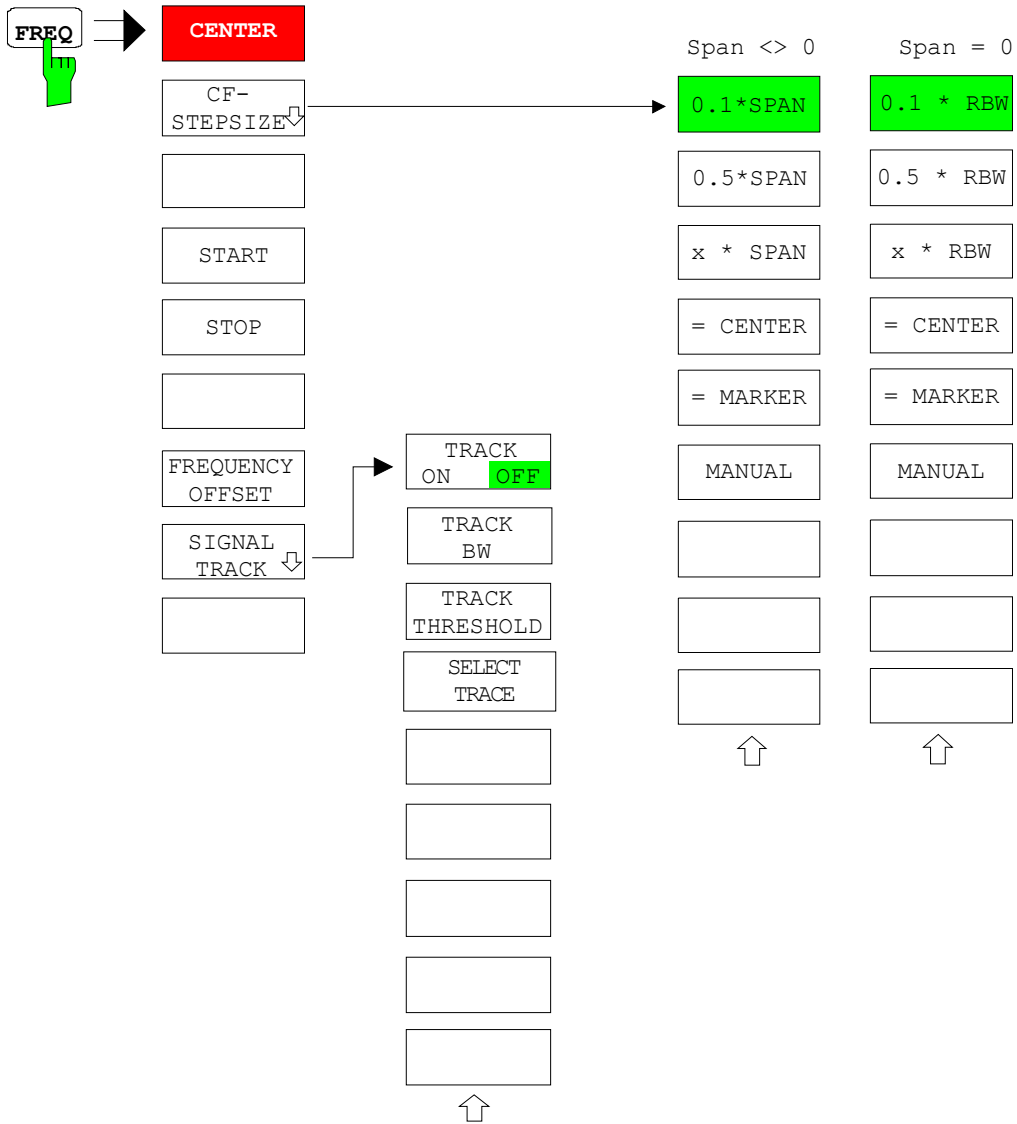 FREQ
CENTER
CF-
STEPSIZE
START
STOP
FREQUENCY
OFFSET
SIGNAL
TRACK
TRACK
ON OFF
TRACK
BW
TRACK
THRESHOLD
SELECT
TRACE
Span <> 0
0.1*SPAN
0.5*SPAN
x * SPAN
= CENTER
= MARKER
MANUAL
Span = 0
0.1 * RBW
0.5 * RBW
x * RBW
= CENTER
= MARKER
MANUAL